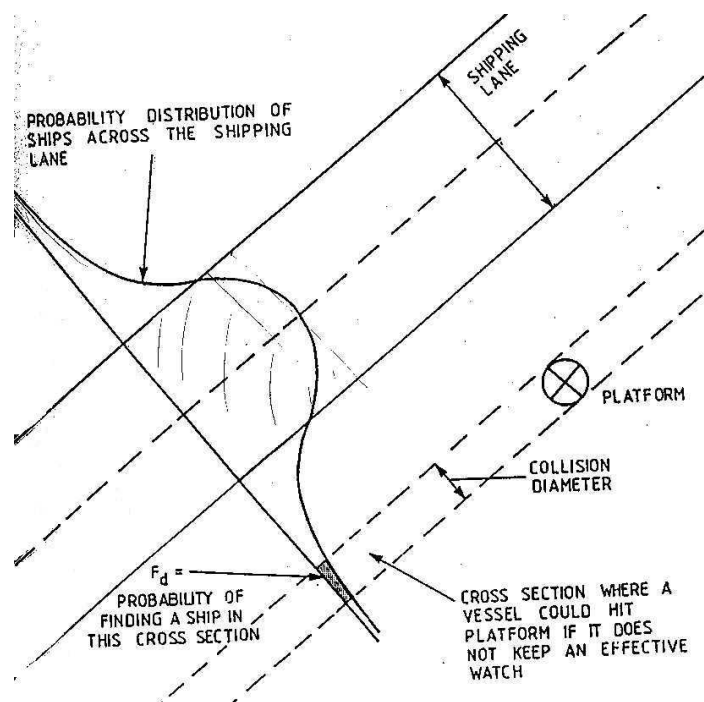 PROBABILITY DISTRIBUTION OF
SHIPS ACROSS THE SHIPPING
LANE
SHIPPING
LANE
PLATFORM
COLLISION
DIAMETER
Fd =
PROBABILITY OF
FINDING A SHIP IN
THIS CROSS SECTION
CROSS SECTION WHERE A
VESSEL COULD HIT
PLATFORM IF IT DOES
NOT KEEP AN EFFECTIVE
WATCH